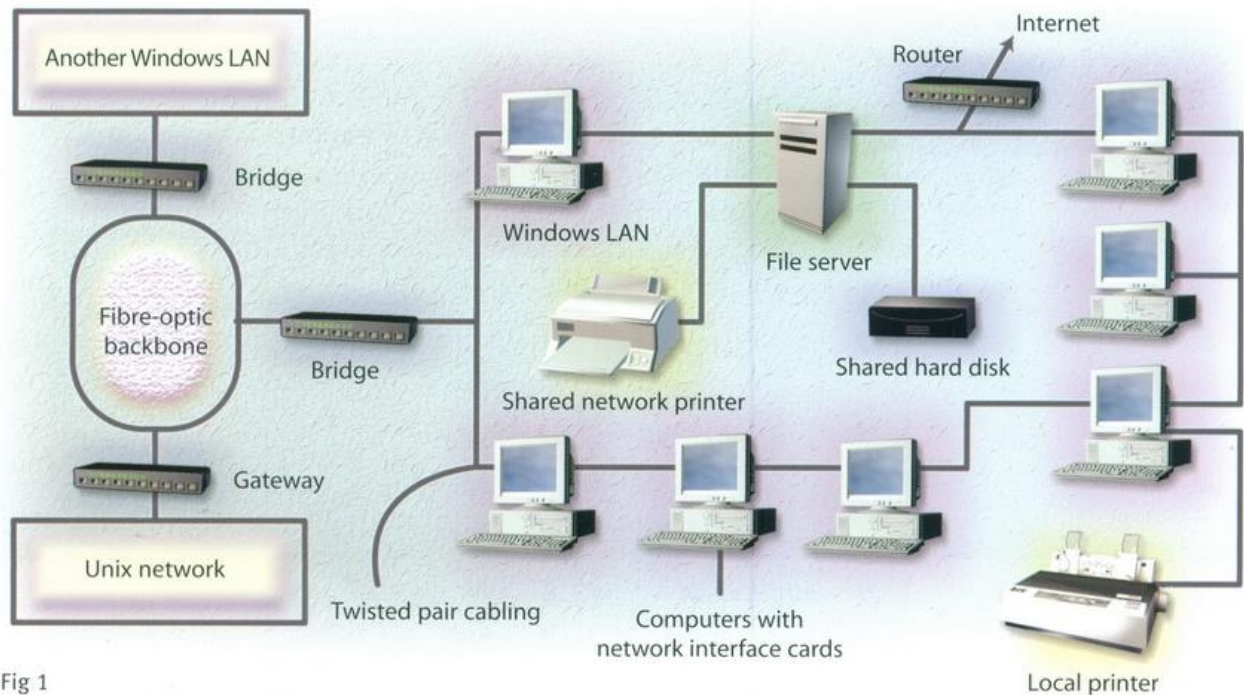 Another Windows LAN
Bridge
Fibre-optic
backbone
Bridge
Gateway
Unix network
Windows LAN
Shared network printer
File server
Shared hard disk
Router
Internet
Twisted pair cabling
Computers with
network interface cards
Local printer
Fig 1